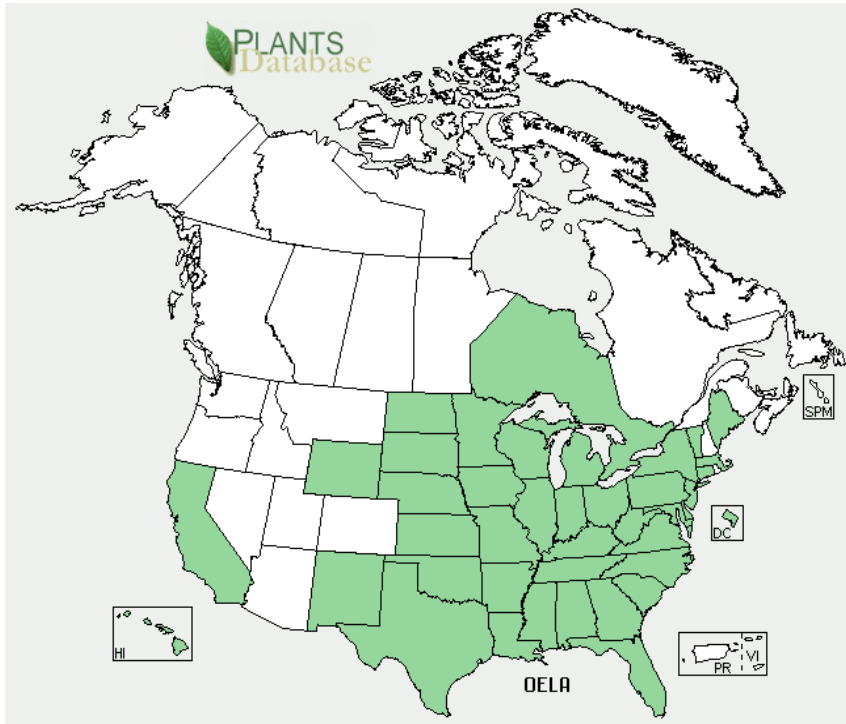 PLANTS
Database
SPM
DC
HI
PR
VI
OELA